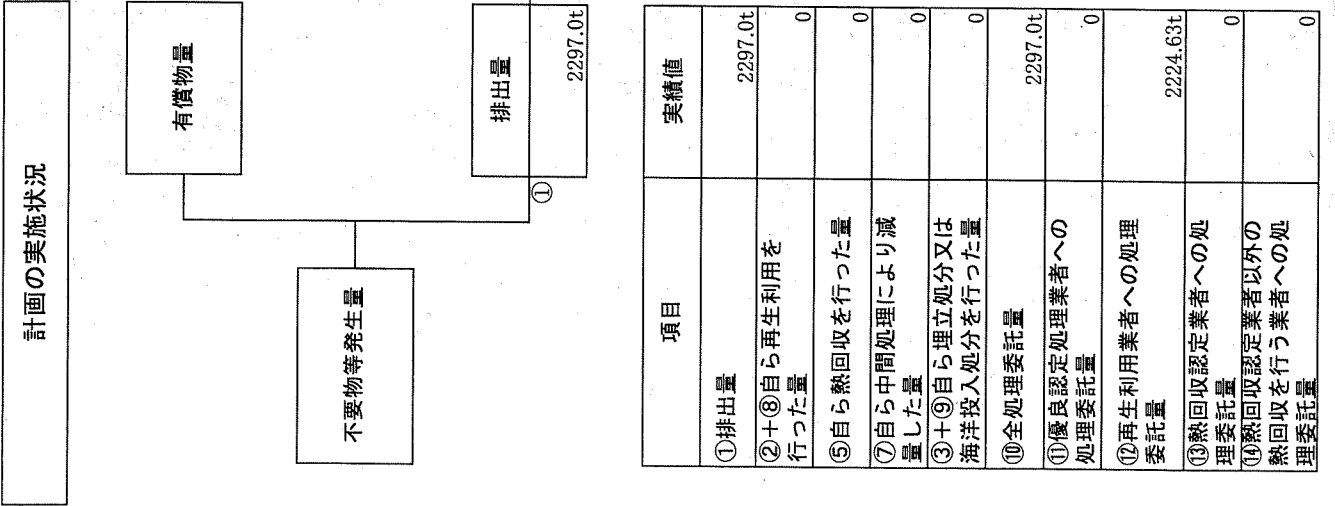 計画の実施状況
有償物量
不要物等発生量
排出量
①
2297.0t
項目
実績値
①排出量
2297.0t
②+⑧自ら再生利用を
行った量
0
⑤自ら熱回収を行った量
0
⑦自ら中間処理により減
量した量
0
③+⑨自ら埋立処分又は
海洋投入処分を行った量
0
⑩全処理委託量
2297.0t
⑪優良認定処理業者への
処理委託量
0
⑫再生利用業者への処理
委託量
2224.63t
⑬熱回収認定業者への処
理委託量
0
⑭熱回収認定業者以外の
熱回収を行う業者への処
理委託量
0